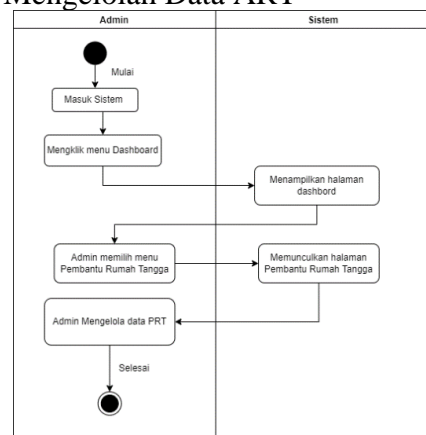 Mengelolah Data ART
Admin
Sistem
Mulai
Masuk Sistem
Mengklik menu Dashboard
Menampilkan halaman
dashbord
Admin memilih menu
Pembantu Rumah Tangga
Memunculkan halaman
Pembantu Rumah Tangga
Admin Mengelola data PRT
Selesai